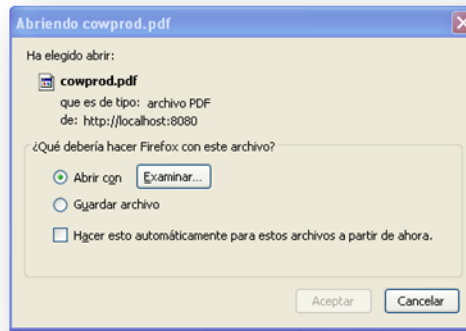 Abriendo cowprod.pdf
Ha elegido abrir:
cowprod.pdf
que es de tipo: archivo PDF
de: http://localhost:8080
¿Qué debería hacer Firefox con este archivo?
Abrir con Examinar...
Guardar archivo
Hacer esto automáticamente para estos archivos a partir de ahora.
Aceptar Cancelar